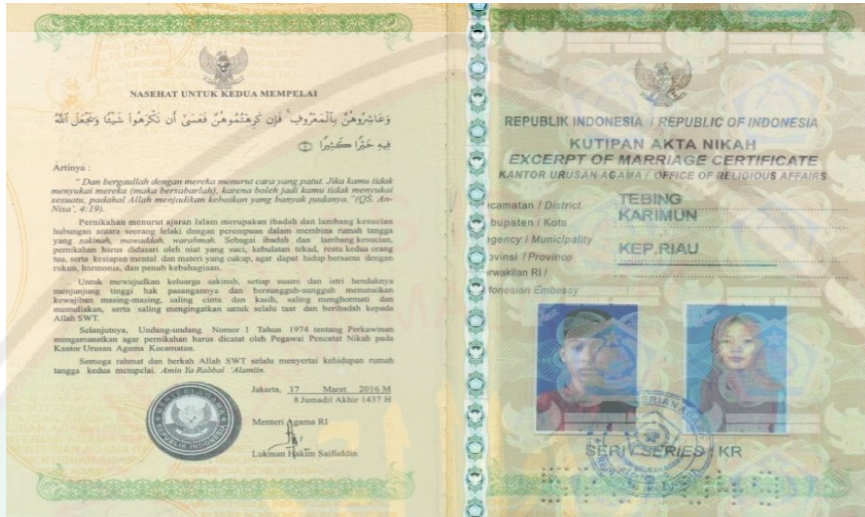 NASEHAT UNTUK KEDUA MEMPELAI
وَعَاشِرُوهُنَّ بِٱلْمَعْرُوفِ ۚ فَإِن كَرِهْتُمُوهُنَّ فَعَسَىٰٓ أَن تَكْرَهُوا۟ شَيْـًٔا وَيَجْعَلَ ٱللَّهُ
فِيهِ خَيْرًا كَثِيرًا ۝
Artinya :
" Dan bergaullah dengan mereka menurut cara yang patut. Jika kamu tidak
menyukai mereka (maka bersabarlah), karena boleh jadi kamu tidak menyukai
sesuatu, padahal Allah menjadikan kebaikan yang banyak padanya. "(QS. An-
Nisa', 4:19).
Pernikahan menurut ajaran Islam merupakan ibadah dan lambang kesucian
hubungan antara seorang lelaki dengan perempuan dalam membina rumah tangga
yang sakinah, mawaddah, warahmah. Sebagai ibadah dan lambang kesucian,
pernikahan harus didasari oleh niat yang suci, kebulatan tekad, restu kedua orang
tua, serta kesiapan mental dan materi yang cukup, agar dapat hidup bersama dengan
rukun, harmonis, dan penuh kebahagiaan.
Untuk mewujudkan keluarga sakinah, setiap suami dan istri hendaknya
menjunjung tinggi hak pasangannya dan bersungguh-sungguh menunaikan
kewajiban masing-masing, saling cinta dan kasih, saling menghormati dan
memuliakan, serta saling mengingatkan untuk selalu taat dan beribadah kepada
Allah SWT.
Selanjutnya, Undang-undang Nomor 1 Tahun 1974 tentang Perkawinan
mengamanatkan agar pernikahan harus dicatat oleh Pegawai Pencatat Nikah pada
Kantor Urusan Agama Kecamatan.
Semoga rahmat dan berkah Allah SWT selalu menyertai kehidupan rumah
tangga kedua mempelai. Amin Ya Rabbal 'Alamiin.
Jakarta, 17 Maret 2016 M
8 Jumadil Akhir 1437 H
Menteri Agama RI
Lukman Hakim Saifuddin
REPUBLIK INDONESIA / REPUBLIC OF INDONESIA
KUTIPAN AKTA NIKAH
EXCERPT OF MARRIAGE CERTIFICATE
KANTOR URUSAN AGAMA / OFFICE OF RELIGIOUS AFFAIRS
ecamatan / District TEBING
bupaten / Kota KARIMUN
egency / Municipality
ovinsi / Province KEP.RIAU
rwakilan RI /
donesian Embassy
SERI / SERIES : KR